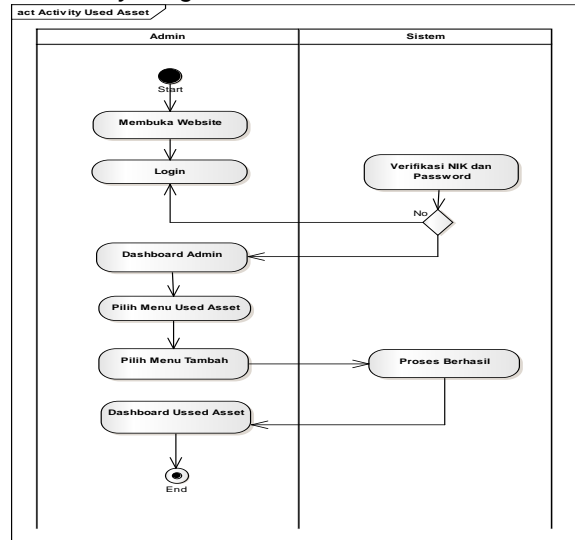 act Activity Used Asset
Admin
Sistem
Start
Membuka Website
Login
Verifikasi NIK dan
Password
No
Dashboard Admin
Pilih Menu Used Asset
Pilih Menu Tambah
Proses Berhasil
Dashboard Ussed Asset
End